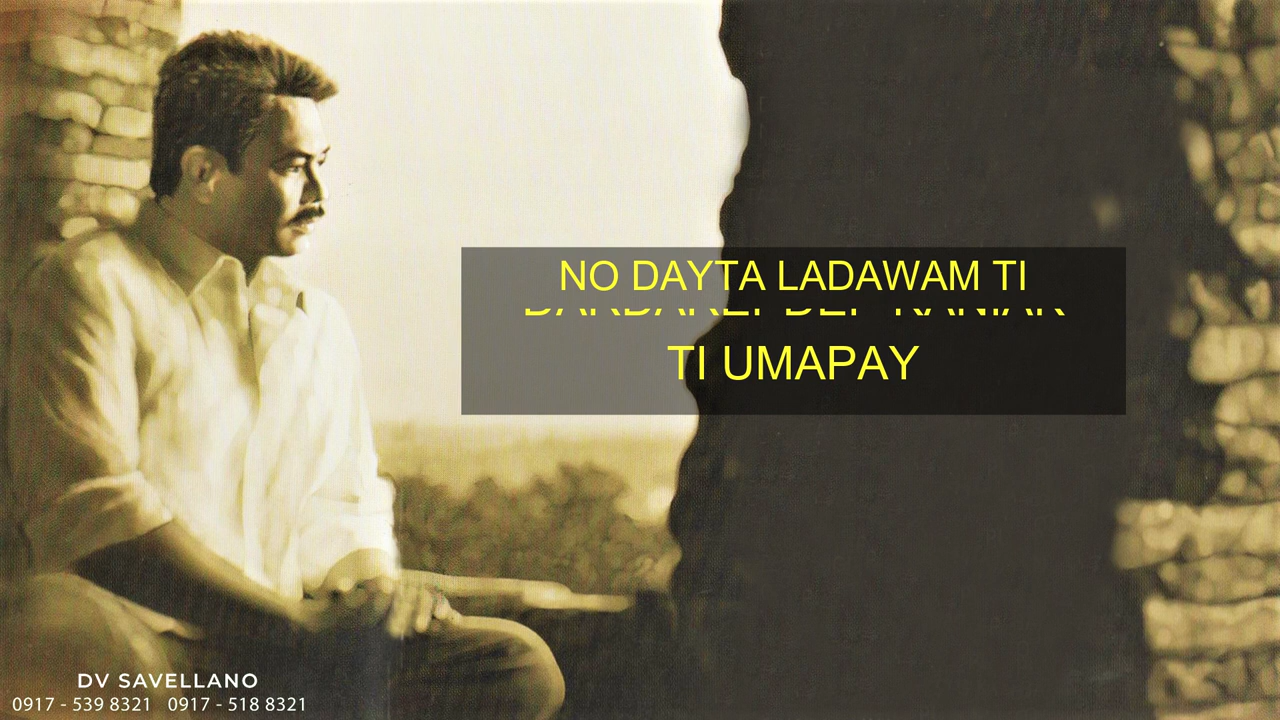 NO DAYTA LADAWAM TI
TI UMAPAY
DV SAVELLANO
0917 - 539 8321 0917 - 518 8321